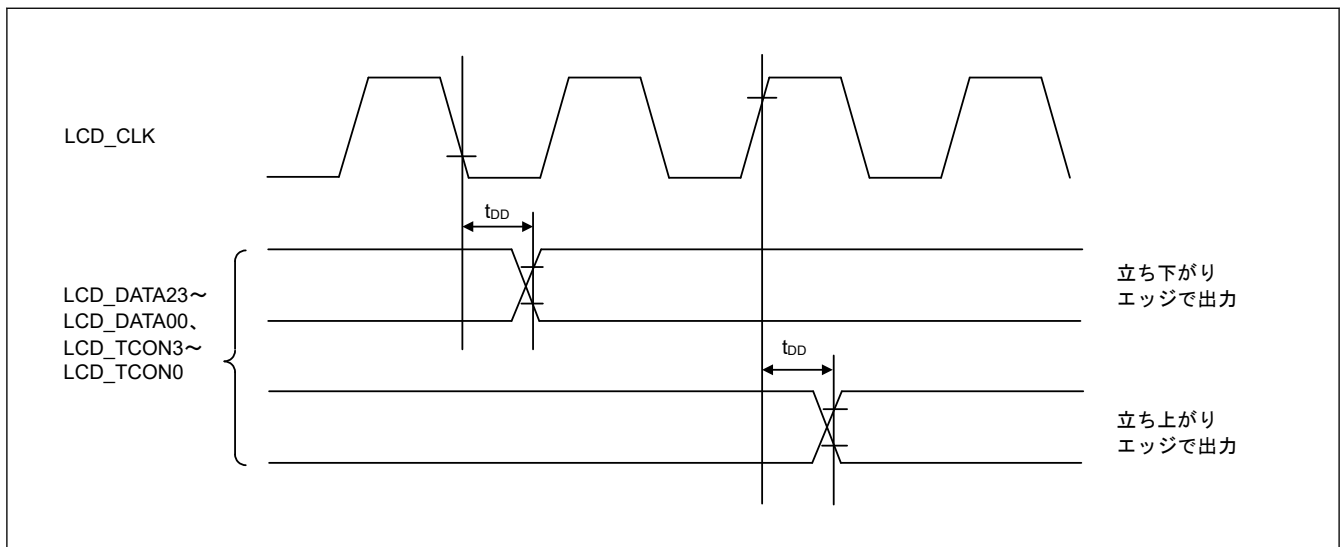 LCD_CLK
tDD
LCD_DATA23～
LCD_DATA00、
LCD_TCON3～
LCD_TCON0
立ち下がり
エッジで出力
tDD
立ち上がり
エッジで出力